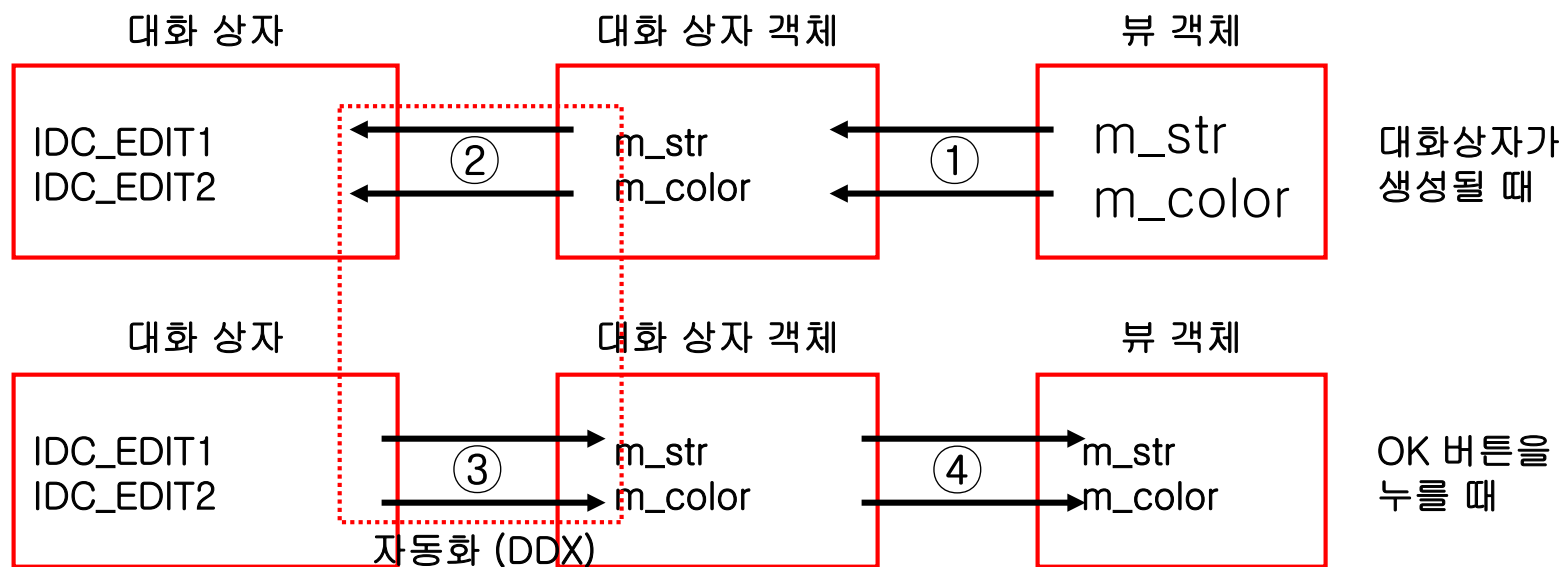 대화 상자
대화 상자 객체
뷰 객체
IDC_EDIT1
IDC_EDIT2
②
m_str
m_color
①
m_str
m_color
대화상자가
생성될 때
대화 상자
대화 상자 객체
뷰 객체
IDC_EDIT1
IDC_EDIT2
③
m_str
m_color
④
m_str
m_color
OK 버튼을
누를 때
자동화 (DDX)